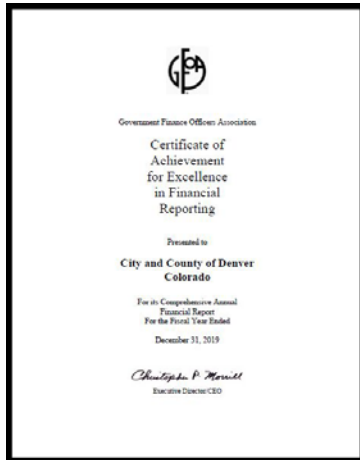 GFOA
Government Finance Officers Association
Certificate of
Achievement
for Excellence
in Financial
Reporting
Presented to
City and County of Denver
Colorado
For its Comprehensive Annual
Financial Report
For the Fiscal Year Ended
December 31, 2019
Christopher P. Morrill
Executive Director/CEO